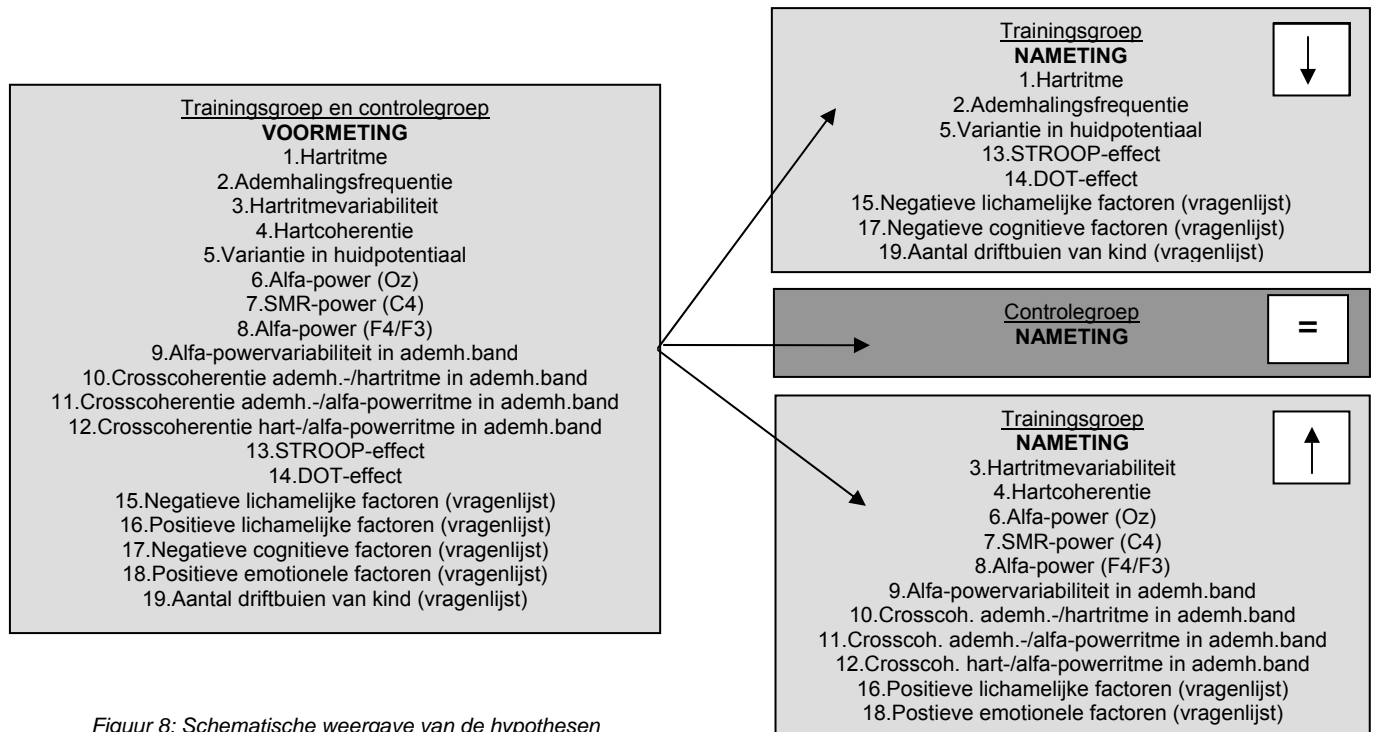 Trainingsgroep en controlegroep
VOORMETING
1.Hartritme
2.Ademhalingsfrequentie
3.Hartritmevariabiliteit
4.Hartcoherentie
5.Variantie in huidpotentiaal
6.Alfa-power (Oz)
7.SMR-power (C4)
8.Alfa-power (F4/F3)
9.Alfa-powervariabiliteit in ademh.band
10.Crosscoherentie ademh.-/hartritme in ademh.band
11.Crosscoherentie ademh.-/alfa-powerritme in ademh.band
12.Crosscoherentie hart-/alfa-powerritme in ademh.band
13.STROOP-effect
14.DOT-effect
15.Negatieve lichamelijke factoren (vragenlijst)
16.Positieve lichamelijke factoren (vragenlijst)
17.Negatieve cognitieve factoren (vragenlijst)
18.Positieve emotionele factoren (vragenlijst)
19.Aantal driftbuien van kind (vragenlijst)
Trainingsgroep
NAMETING
1.Hartritme
2.Ademhalingsfrequentie
5.Variantie in huidpotentiaal
13.STROOP-effect
14.DOT-effect
15.Negatieve lichamelijke factoren (vragenlijst)
17.Negatieve cognitieve factoren (vragenlijst)
19.Aantal driftbuien van kind (vragenlijst)
Controlegroep
NAMETING
=
Trainingsgroep
NAMETING
3.Hartritmevariabiliteit
4.Hartcoherentie
6.Alfa-power (Oz)
7.SMR-power (C4)
8.Alfa-power (F4/F3)
9.Alfa-powervariabiliteit in ademh.band
10.Crosscoh. ademh.-/hartritme in ademh.band
11.Crosscoh. ademh.-/alfa-powerritme in ademh.band
12.Crosscoh. hart-/alfa-powerritme in ademh.band
16.Positieve lichamelijke factoren (vragenlijst)
18.Postieve emotionele factoren (vragenlijst)
Figuur 8: Schematische weergave van de hypothesen